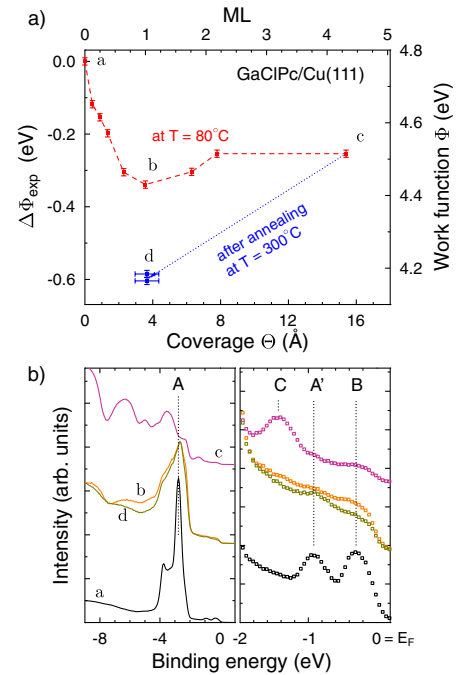 ML
0 1 2 3 4 5
a)
GaClPc/Cu(111)
0.0
-0.2
-0.4
-0.6
4.8
4.6
4.4
4.2
a
at T = 80°C
b
c
d
after annealing
at T = 300°C
ΔΦexp (eV)
Work function Φ (eV)
0 4 8 12 16
Coverage Θ (Å)
b)
A
C A' B
c
b
d
a
Intensity (arb. units)
-8 -6 -4 -2 0
-2 -1 0 = EF
Binding energy (eV)